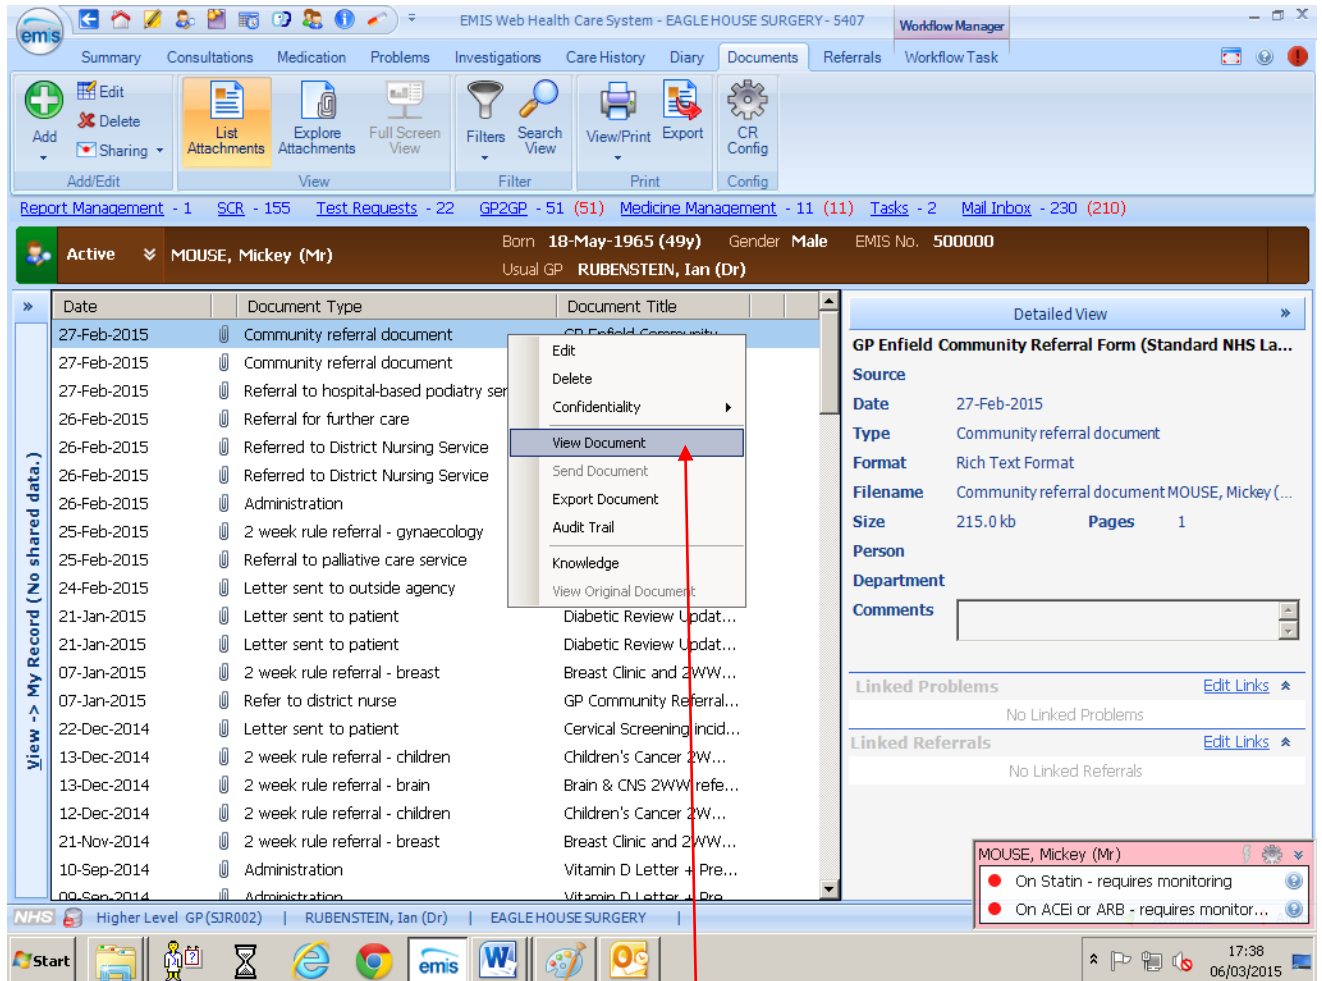 emis
EMIS Web Health Care System - EAGLE HOUSE SURGERY - 5407
Workflow Manager
Summary Consultations Medication Problems Investigations Care History Diary Documents Referrals Workflow Task
Add
Edit
Delete
Sharing
List Attachments
Explore Attachments
Full Screen View
Filters
Search View
View/Print
Export
CR Config
Add/Edit View Filter Print Config
Report Management - 1 SCR - 155 Test Requests - 22 GP2GP - 51 (51) Medicine Management - 11 (11) Tasks - 2 Mail Inbox - 230 (210)
Active MOUSE, Mickey (Mr)
Born 18-May-1965 (49y) Gender Male EMIS No. 500000
Usual GP RUBENSTEIN, Ian (Dr)
View -> My Record (No shared data.)
Date Document Type Document Title
27-Feb-2015 Community referral document GP Enfield Community
27-Feb-2015 Community referral document
27-Feb-2015 Referral to hospital-based podiatry ser
26-Feb-2015 Referral for further care
26-Feb-2015 Referred to District Nursing Service
26-Feb-2015 Referred to District Nursing Service
26-Feb-2015 Administration
25-Feb-2015 2 week rule referral - gynaecology
25-Feb-2015 Referral to palliative care service
24-Feb-2015 Letter sent to outside agency
21-Jan-2015 Letter sent to patient Diabetic Review Updat...
21-Jan-2015 Letter sent to patient Diabetic Review Updat...
07-Jan-2015 2 week rule referral - breast Breast Clinic and 2WW...
07-Jan-2015 Refer to district nurse GP Community Referral...
22-Dec-2014 Letter sent to patient Cervical Screening incid...
13-Dec-2014 2 week rule referral - children Children's Cancer 2W...
13-Dec-2014 2 week rule referral - brain Brain & CNS 2WW refe...
12-Dec-2014 2 week rule referral - children Children's Cancer 2W...
21-Nov-2014 2 week rule referral - breast Breast Clinic and 2WW...
10-Sep-2014 Administration Vitamin D Letter + Pre...
09-Sep-2014 Administration Vitamin D Letter + Pre
Edit
Delete
Confidentiality
View Document
Send Document
Export Document
Audit Trail
Knowledge
View Original Document
Detailed View
GP Enfield Community Referral Form (Standard NHS La...
Source
Date 27-Feb-2015
Type Community referral document
Format Rich Text Format
Filename Community referral document MOUSE, Mickey (...
Size 215.0 kb Pages 1
Person
Department
Comments
Linked Problems Edit Links
No Linked Problems
Linked Referrals Edit Links
No Linked Referrals
MOUSE, Mickey (Mr)
On Statin - requires monitoring
On ACEi or ARB - requires monitor...
NHS Higher Level GP (SJR002) | RUBENSTEIN, Ian (Dr) | EAGLE HOUSE SURGERY |
Start
emis
17:38
06/03/2015